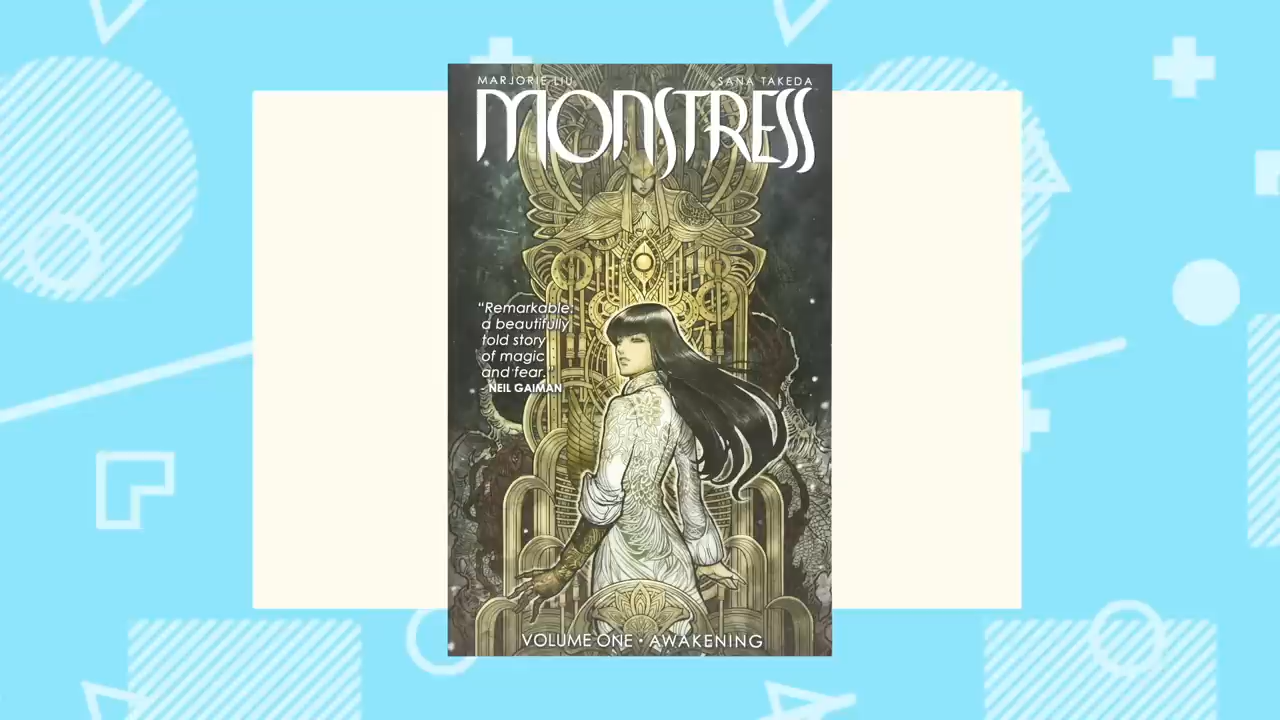 MARJORIE LIU
SANA TAKEDA
MONSTRESS
“Remarkable:
a beautifully
told story
of magic
and fear.”
- NEIL GAIMAN
VOLUME ONE • AWAKENING